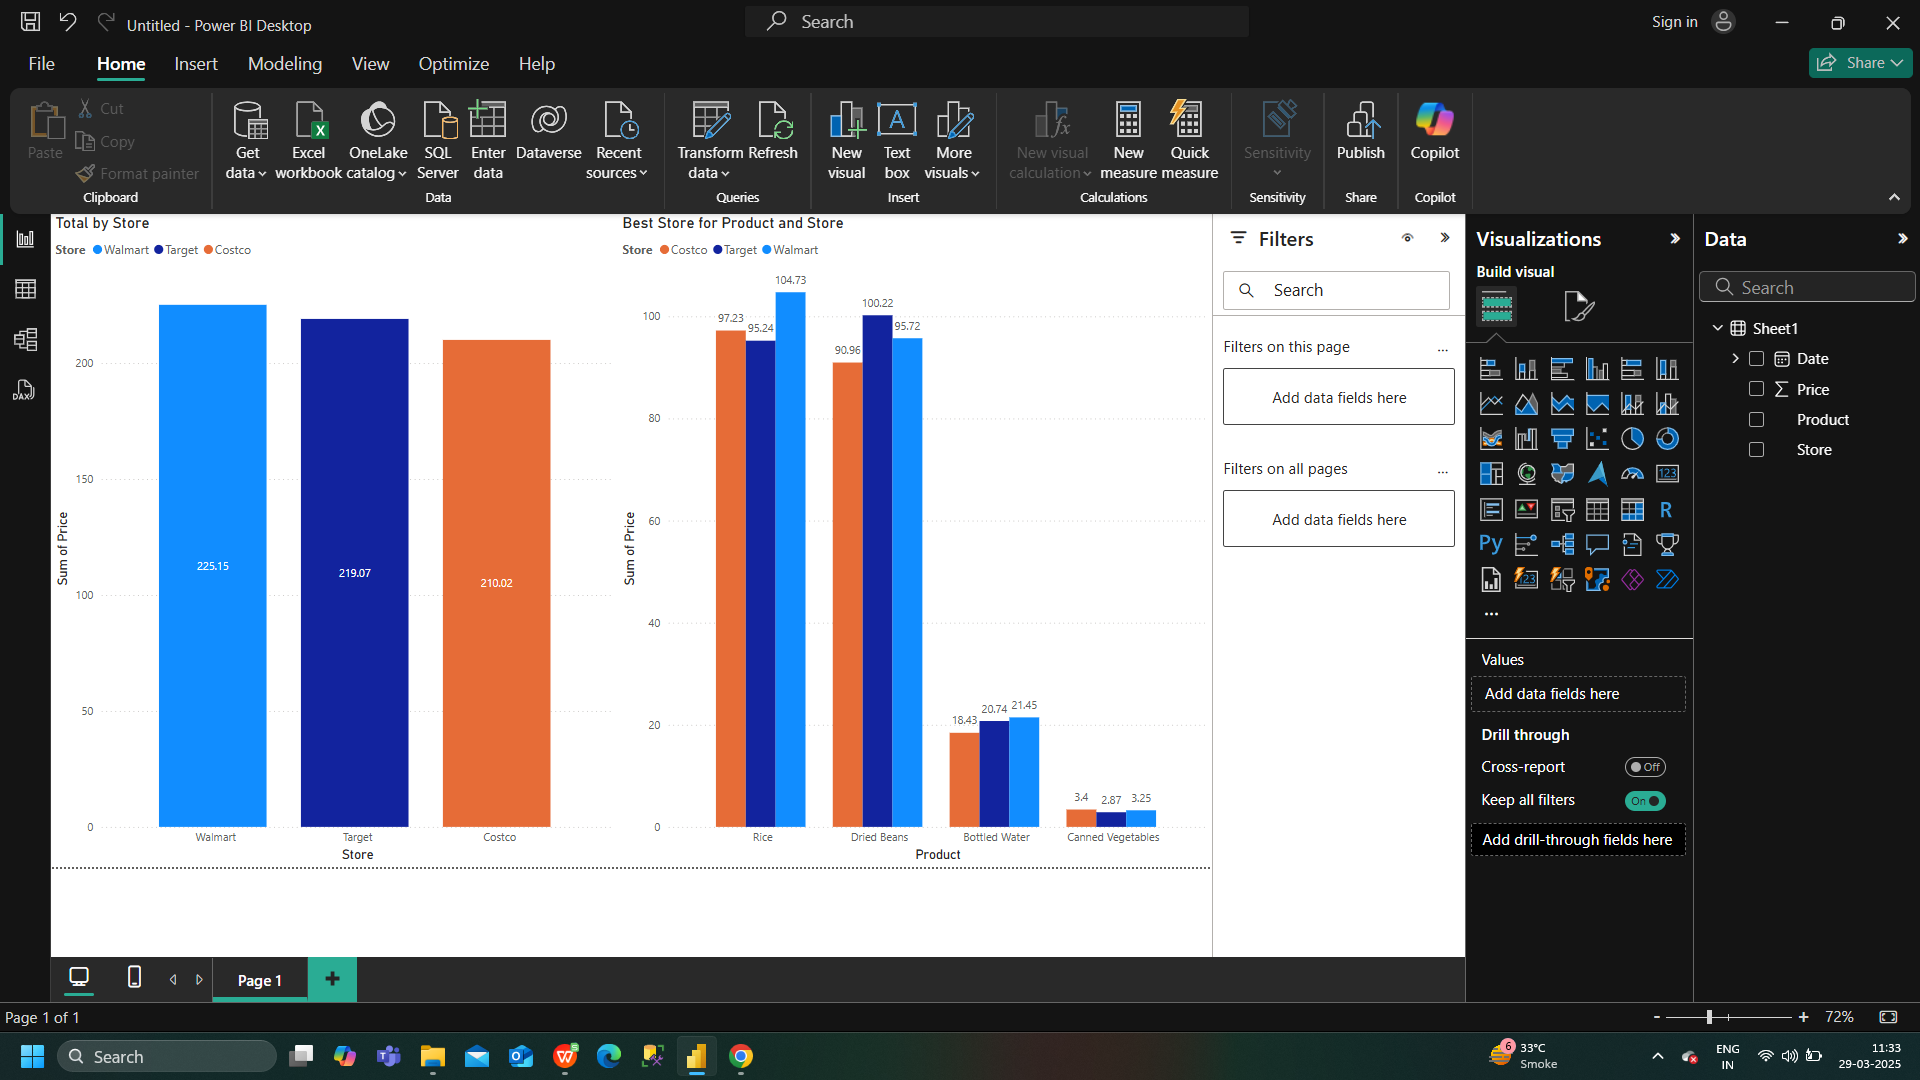 Untitled - Power BI Desktop
Search
Sign in
File
Home
Insert
Modeling
View
Optimize
Help
Share
Paste
Cut
Copy
Format painter
Clipboard
Get data
Excel workbook
OneLake catalog
SQL Server
Enter data
Dataverse
Recent sources
Data
Transform data
Refresh
Queries
New visual
A
Text box
More visuals
Insert
New visual calculation
New measure
Quick measure
Calculations
Sensitivity
Sensitivity
Publish
Share
Copilot
Copilot
DAX
Total by Store
Store Walmart Target Costco
Sum of Price
200
150
100
50
0
225.15
219.07
210.02
Walmart
Target
Costco
Store
Best Store for Product and Store
Store Costco Target Walmart
Sum of Price
100
80
60
40
20
0
97.23
95.24
104.73
90.96
100.22
95.72
18.43
20.74
21.45
3.4
2.87
3.25
Rice
Dried Beans
Bottled Water
Canned Vegetables
Product
Filters
Search
Filters on this page
...
Add data fields here
Filters on all pages
...
Add data fields here
Visualizations
Build visual
123
R
Py
123
...
Values
Add data fields here
Drill through
Cross-report
Off
Keep all filters
On
Add drill-through fields here
Data
Search
Sheet1
Date
Price
Product
Store
Page 1
Page 1 of 1
- + 72%
Search
6
33°C
Smoke
ENG
IN
11:33
29-03-2025